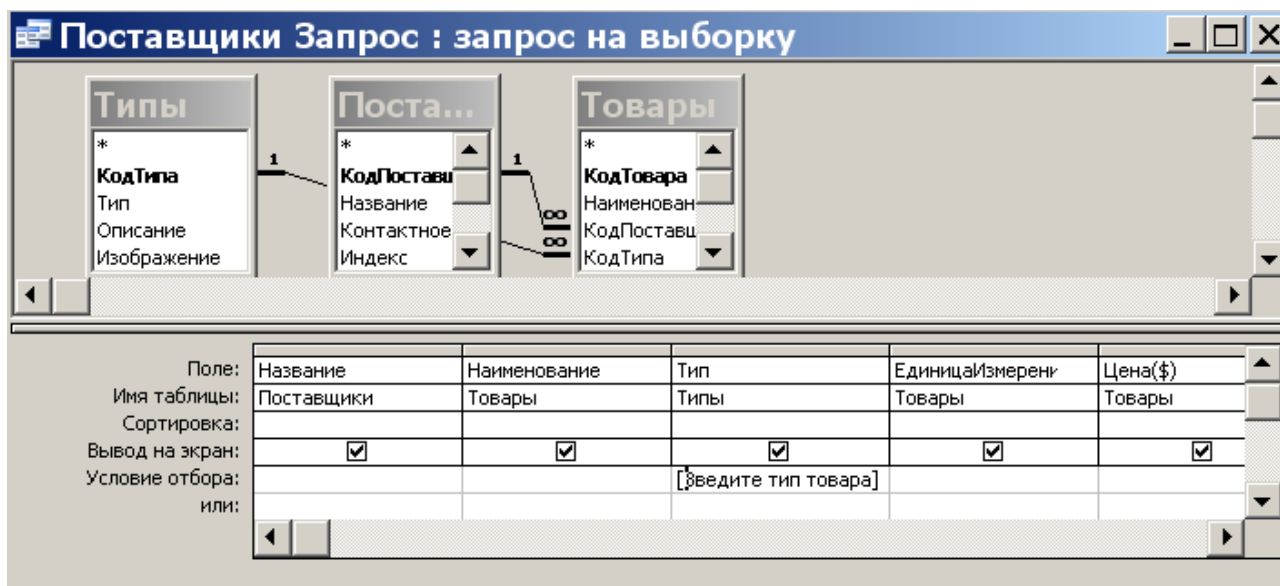 Поставщики Запрос : запрос на выборку
Типы
*
КодТипа
Тип
Описание
Изображение
1
Поста...
*
КодПоставщ
Название
Контактное
Индекс
1
∞
∞
Товары
*
КодТовара
Наименован
КодПоставщ
КодТипа
Поле: Название Наименование Тип ЕдиницаИзмерени Цена($)
Имя таблицы: Поставщики Товары Типы Товары Товары
Сортировка:
Вывод на экран:
Условие отбора: [Введите тип товара]
или: